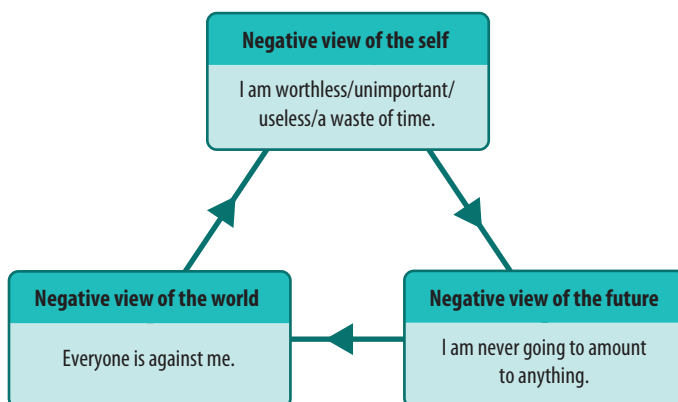 Negative view of the self
I am worthless/unimportant/
useless/a waste of time.
Negative view of the world
Everyone is against me.
Negative view of the future
I am never going to amount
to anything.